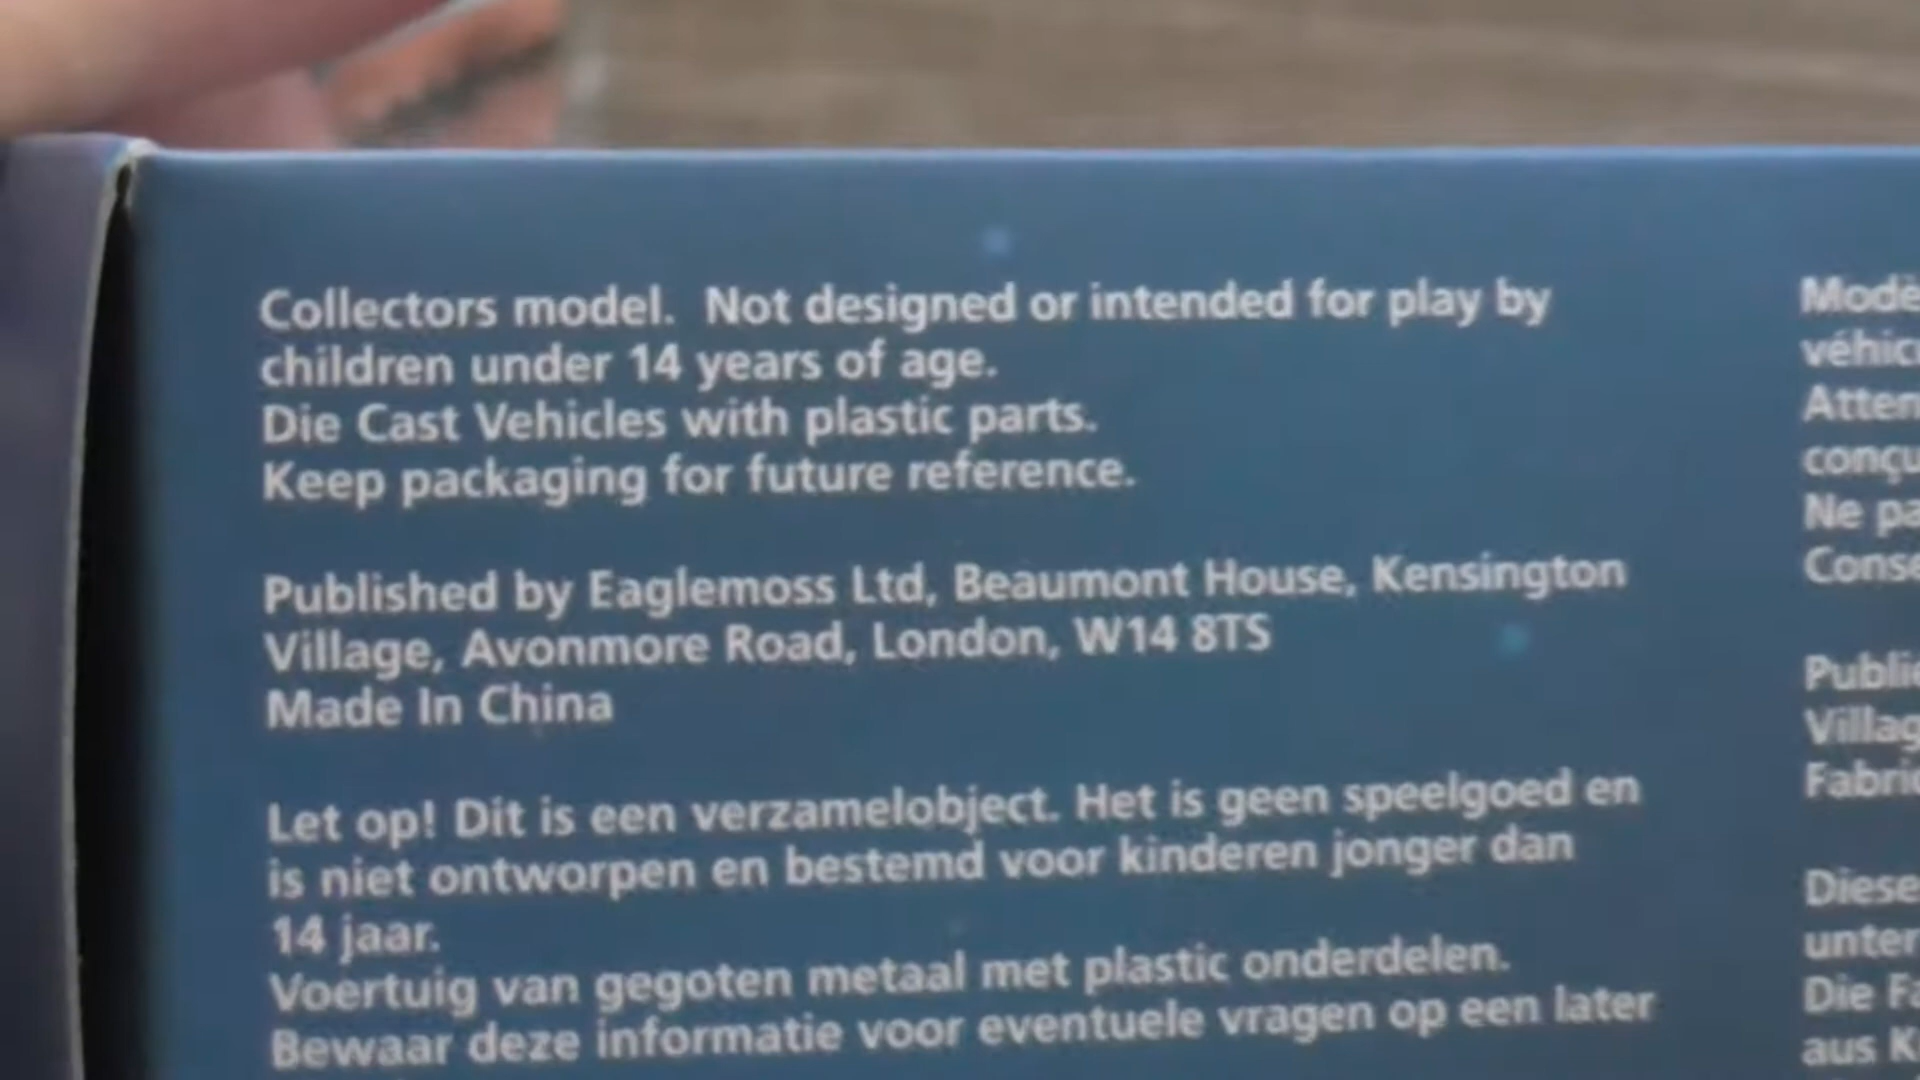 Collectors model.  Not designed or intended for play by
children under 14 years of age.
Die Cast Vehicles with plastic parts.
Keep packaging for future reference.
Published by Eaglemoss Ltd, Beaumont House, Kensington
Village, Avonmore Road, London, W14 8TS
Made In China
Let op! Dit is een verzamelobject. Het is geen speelgoed en
is niet ontworpen en bestemd voor kinderen jonger dan
14 jaar.
Voertuig van gegoten metaal met plastic onderdelen.
Bewaar deze informatie voor eventuele vragen op een later
Ne
Die
aus